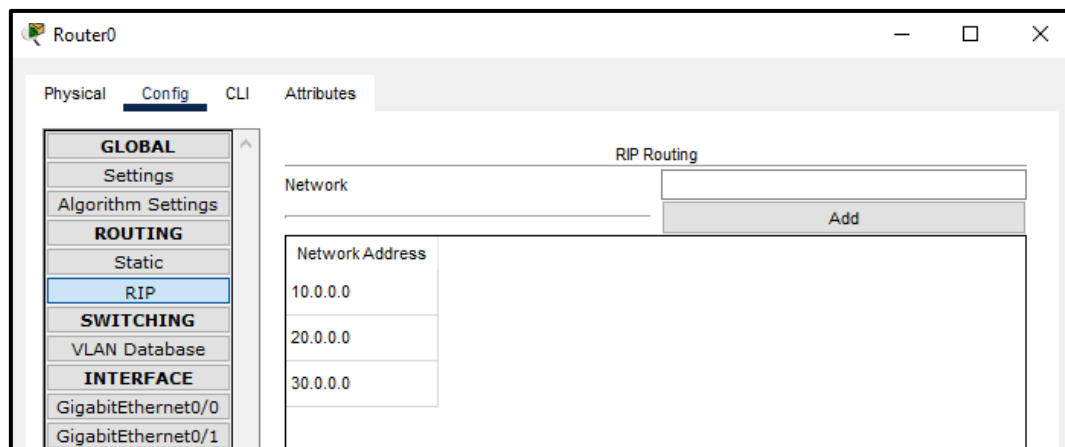 Router0
Physical Config CLI Attributes
GLOBAL
Settings
Algorithm Settings
ROUTING
Static
RIP
SWITCHING
VLAN Database
INTERFACE
GigabitEthernet0/0
GigabitEthernet0/1
RIP Routing
Network
Add
Network Address
10.0.0.0
20.0.0.0
30.0.0.0